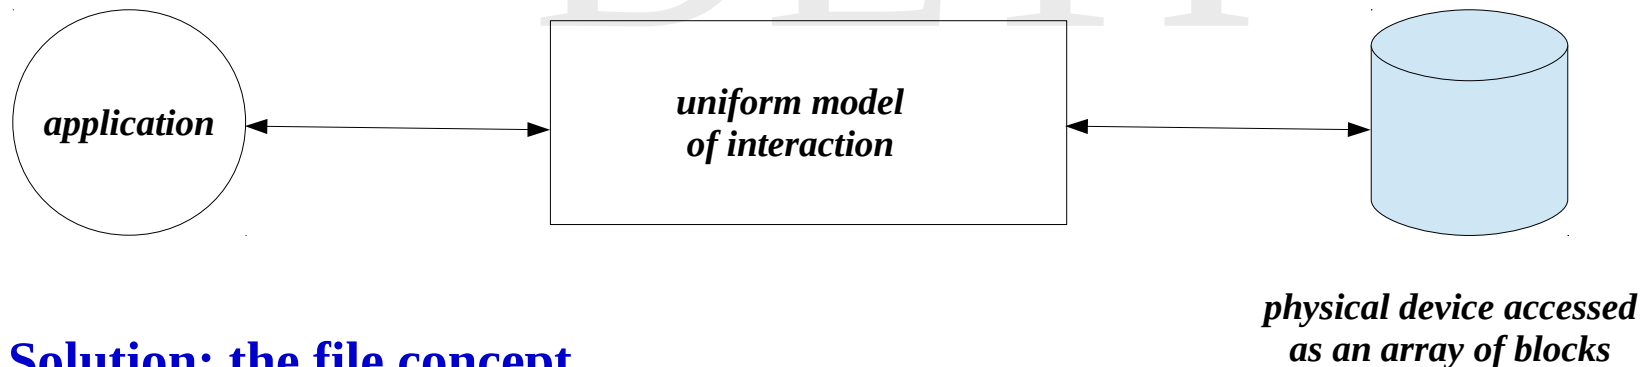 application
uniform model
of interaction
physical device accessed
as an array of blocks
Solution: the file concept